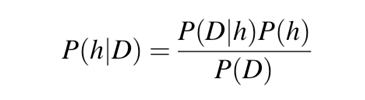 P(h|D) = P(D|h)P(h) / P(D)